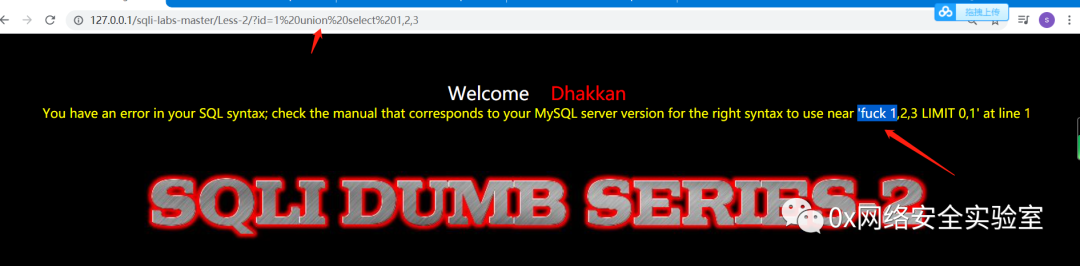 拖拽上传
127.0.0.1/sqli-labs-master/Less-2/?id=1%20union%20select%201,2,3
s
Welcome Dhakkan
You have an error in your SQL syntax; check the manual that corresponds to your MySQL server version for the right syntax to use near 'fuck 1,2,3 LIMIT 0,1' at line 1
SQLI DUMB SERIES-2
0x网络安全实验室